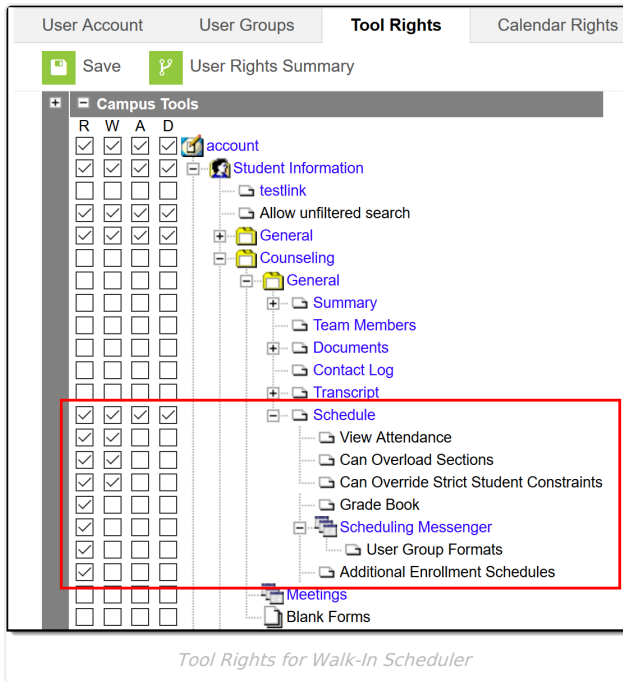 User Account User Groups Tool Rights Calendar Rights
Save User Rights Summary
Campus Tools
R W A D
account
Student Information
testlink
Allow unfiltered search
General
Counseling
General
Summary
Team Members
Documents
Contact Log
Transcript
Schedule
View Attendance
Can Overload Sections
Can Override Strict Student Constraints
Grade Book
Scheduling Messenger
User Group Formats
Additional Enrollment Schedules
Meetings
Blank Forms
Tool Rights for Walk-In Scheduler